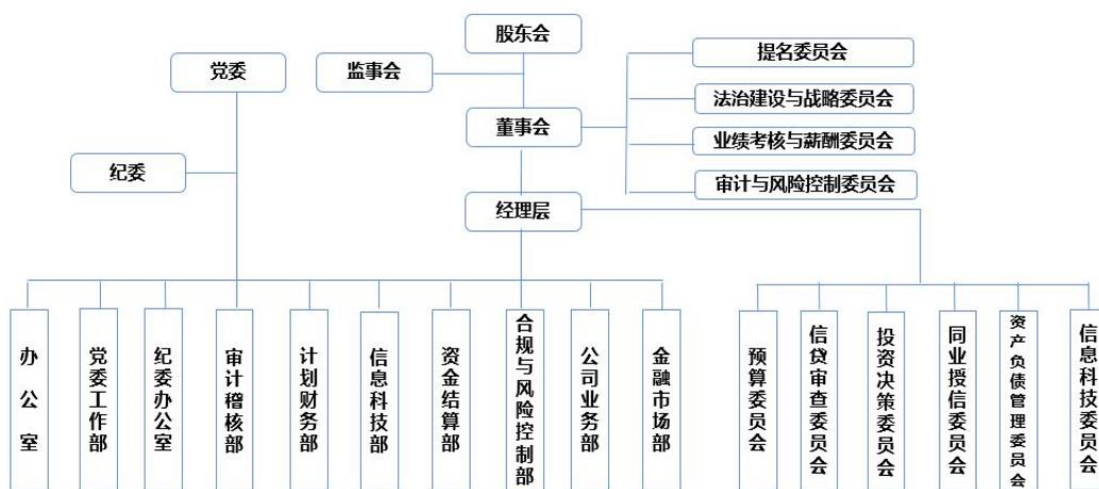 股东会
提名委员会
党委
监事会
法治建设与战略委员会
董事会
业绩考核与薪酬委员会
纪委
审计与风险控制委员会
经理层
办公室
党委工作部
纪委办公室
审计稽核部
计划财务部
信息科技部
资金结算部
合规与风险控制部
公司业务部
金融市场部
预算委员会
信贷审查委员会
投资决策委员会
同业授信委员会
资产负债管理委员会
信息科技委员会